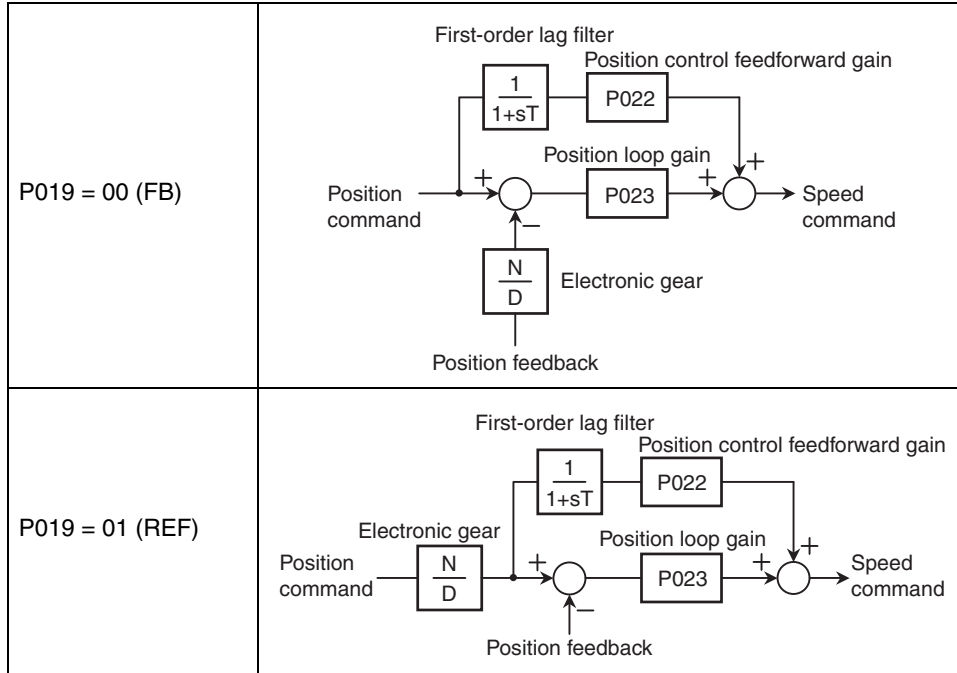 P019 = 00 (FB)
First-order lag filter
Position control feedforward gain
1
1+sT
P022
+
Position loop gain
Position
command
+
−
P023
+
Speed
command
N
D
Electronic gear
Position feedback
P019 = 01 (REF)
First-order lag filter
Position control feedforward gain
1
1+sT
P022
+
Electronic gear
Position loop gain
Position
command
N
D
+
−
P023
+
Speed
command
Position feedback